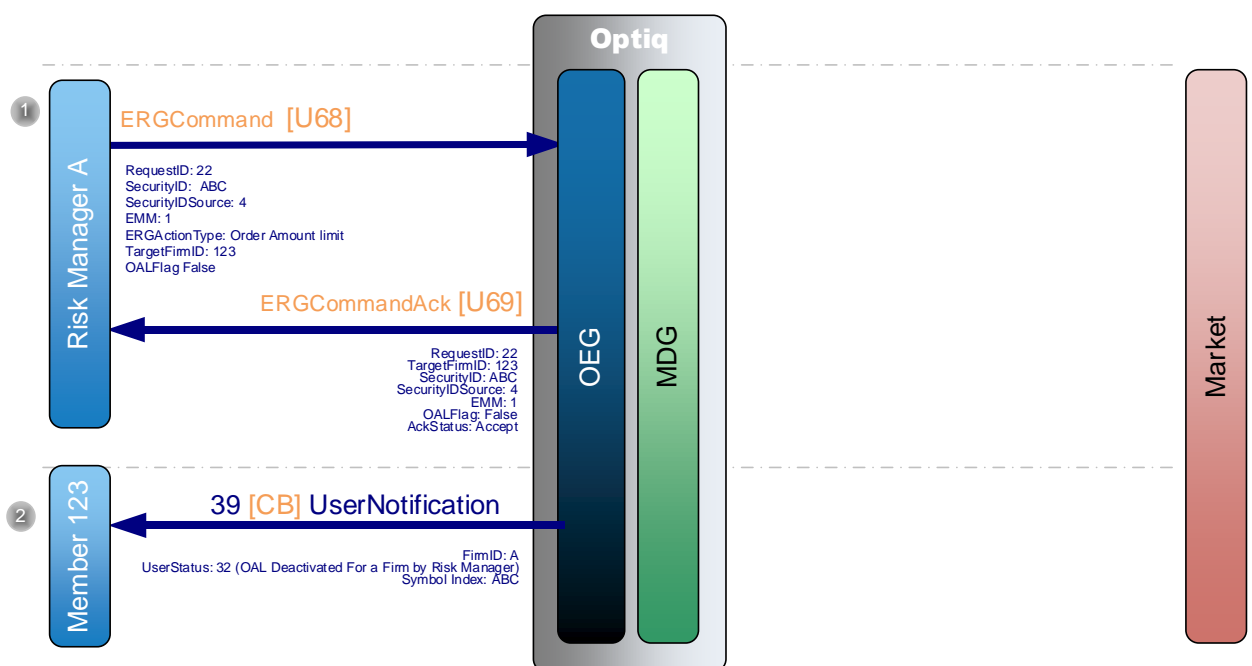 Optiq
1
Risk Manager A
ERGCommand [U68]
RequestID: 22
SecurityID: ABC
SecurityIDSource: 4
EMM: 1
ERGActionType: Order Amount limit
TargetFirmID: 123
OALFlag False
ERGCommandAck [U69]
RequestID: 22
TargetFirmID: 123
SecurityID: ABC
SecurityIDSource: 4
EMM: 1
OALFlag: False
AckStatus: Accept
OEG
MDG
Market
2
Member 123
39 [CB] UserNotification
FirmID: A
UserStatus: 32 (OAL Deactivated For a Firm by Risk Manager)
Symbol Index: ABC